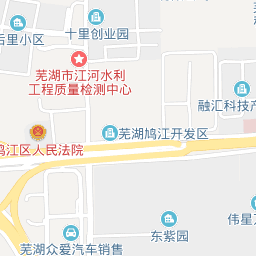 十里创业园
后里小区
芜湖市江河水利
工程质量检测中心
融汇科技产
芜湖鸠江开发区
鸠江区人民法院
伟星
东紫园
芜湖众爱汽车销售